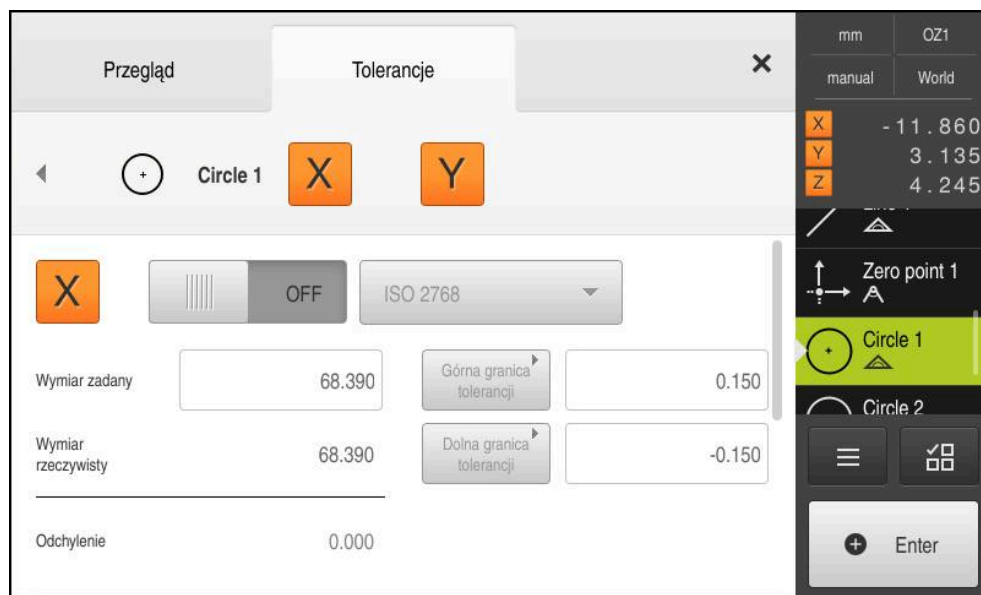 Przegląd
Tolerancje
Circle 1
X
Y
X
OFF
ISO 2768
Wymiar zadany
68.390
Górna granica
tolerancji
0.150
Wymiar
rzeczywisty
68.390
Dolna granica
tolerancji
-0.150
Odchylenie
0.000
mm
OZ1
manual
World
X
-11.860
Y
3.135
Z
4.245
Zero point 1
Circle 1
Circle 2
Enter